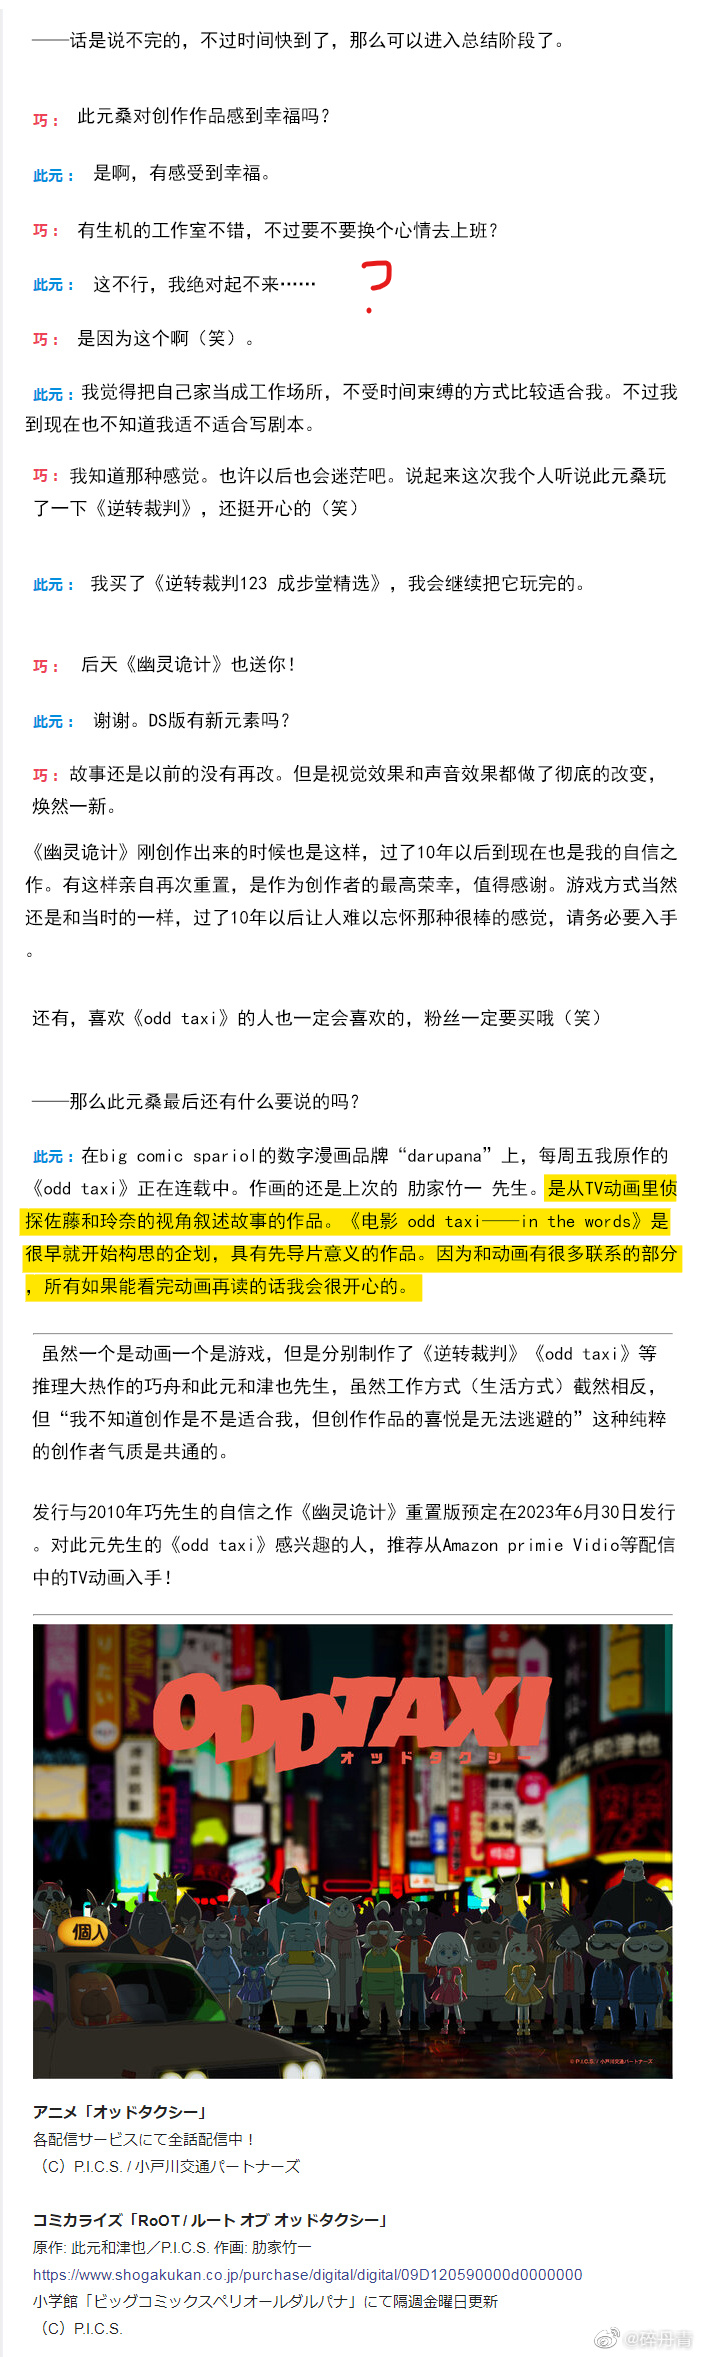 ——话是说不完的，不过时间快到了，那么可以进入总结阶段了。
巧： 此元桑对创作作品感到幸福吗？
此元： 是啊，有感受到幸福。
巧： 有生机的工作室不错，不过要不要换个心情去上班？
此元： 这不行，我绝对起不来…… ?
巧： 是因为这个啊（笑）。
此元：我觉得把自己家当成工作场所，不受时间束缚的方式比较适合我。不过我
到现在也不知道我适不适合写剧本。
巧：我知道那种感觉。也许以后也会迷茫吧。说起来这次我个人听说此元桑玩
了一下《逆转裁判》，还挺开心的（笑）
此元： 我买了《逆转裁判123 成步堂精选》，我会继续把它玩完的。
巧： 后天《幽灵诡计》也送你！
此元： 谢谢。DS版有新元素吗？
巧：故事还是以前的没有再改。但是视觉效果和声音效果都做了彻底的改变，
焕然一新。
《幽灵诡计》刚创作出来的时候也是这样，过了10年以后到现在也是我的自信之
作。有这样亲自再次重置，是作为创作者的最高荣幸，值得感谢。游戏方式当然
还是和当时的一样，过了10年以后让人难以忘怀那种很棒的感觉，请务必要入手
。
还有，喜欢《odd taxi》的人也一定会喜欢的，粉丝一定要买哦（笑）
——那么此元桑最后还有什么要说的吗？
此元：在big comic spariol的数字漫画品牌“darupana”上，每周五我原作的
《odd taxi》正在连载中。作画的还是上次的 肋家竹一 先生。是从TV动画里侦
探佐藤和玲奈的视角叙述故事的作品。《电影 odd taxi——in the words》是
很早就开始构思的企划，具有先导片意义的作品。因为和动画有很多联系的部分
，所有如果能看完动画再读的话我会很开心的。
虽然一个是动画一个是游戏，但是分别制作了《逆转裁判》《odd taxi》等
推理大热作的巧舟和此元和津也先生，虽然工作方式（生活方式）截然相反，
但“我不知道创作是不是适合我，但创作作品的喜悦是无法逃避的”这种纯粹
的创作者气质是共通的。
发行与2010年巧先生的自信之作《幽灵诡计》重置版预定在2023年6月30日发行
。对此元先生的《odd taxi》感兴趣的人，推荐从Amazon primie Vidio等配信
中的TV动画入手！
ODDTAXI
オッドタクシー
此元和津也
個人
© P.I.C.S. / 小戸川交通パートナーズ
アニメ「オッドタクシー」
各配信サービスにて全話配信中！
（C）P.I.C.S. / 小戸川交通パートナーズ
コミカライズ「RoOT / ルート オブ オッドタクシー」
原作: 此元和津也／P.I.C.S. 作画: 肋家竹一
https://www.shogakukan.co.jp/purchase/digital/digital/09D120590000d0000000
小学館「ビッグコミックスペリオールダルパナ」にて隔週金曜日更新
（C）P.I.C.S.
@碎丹青